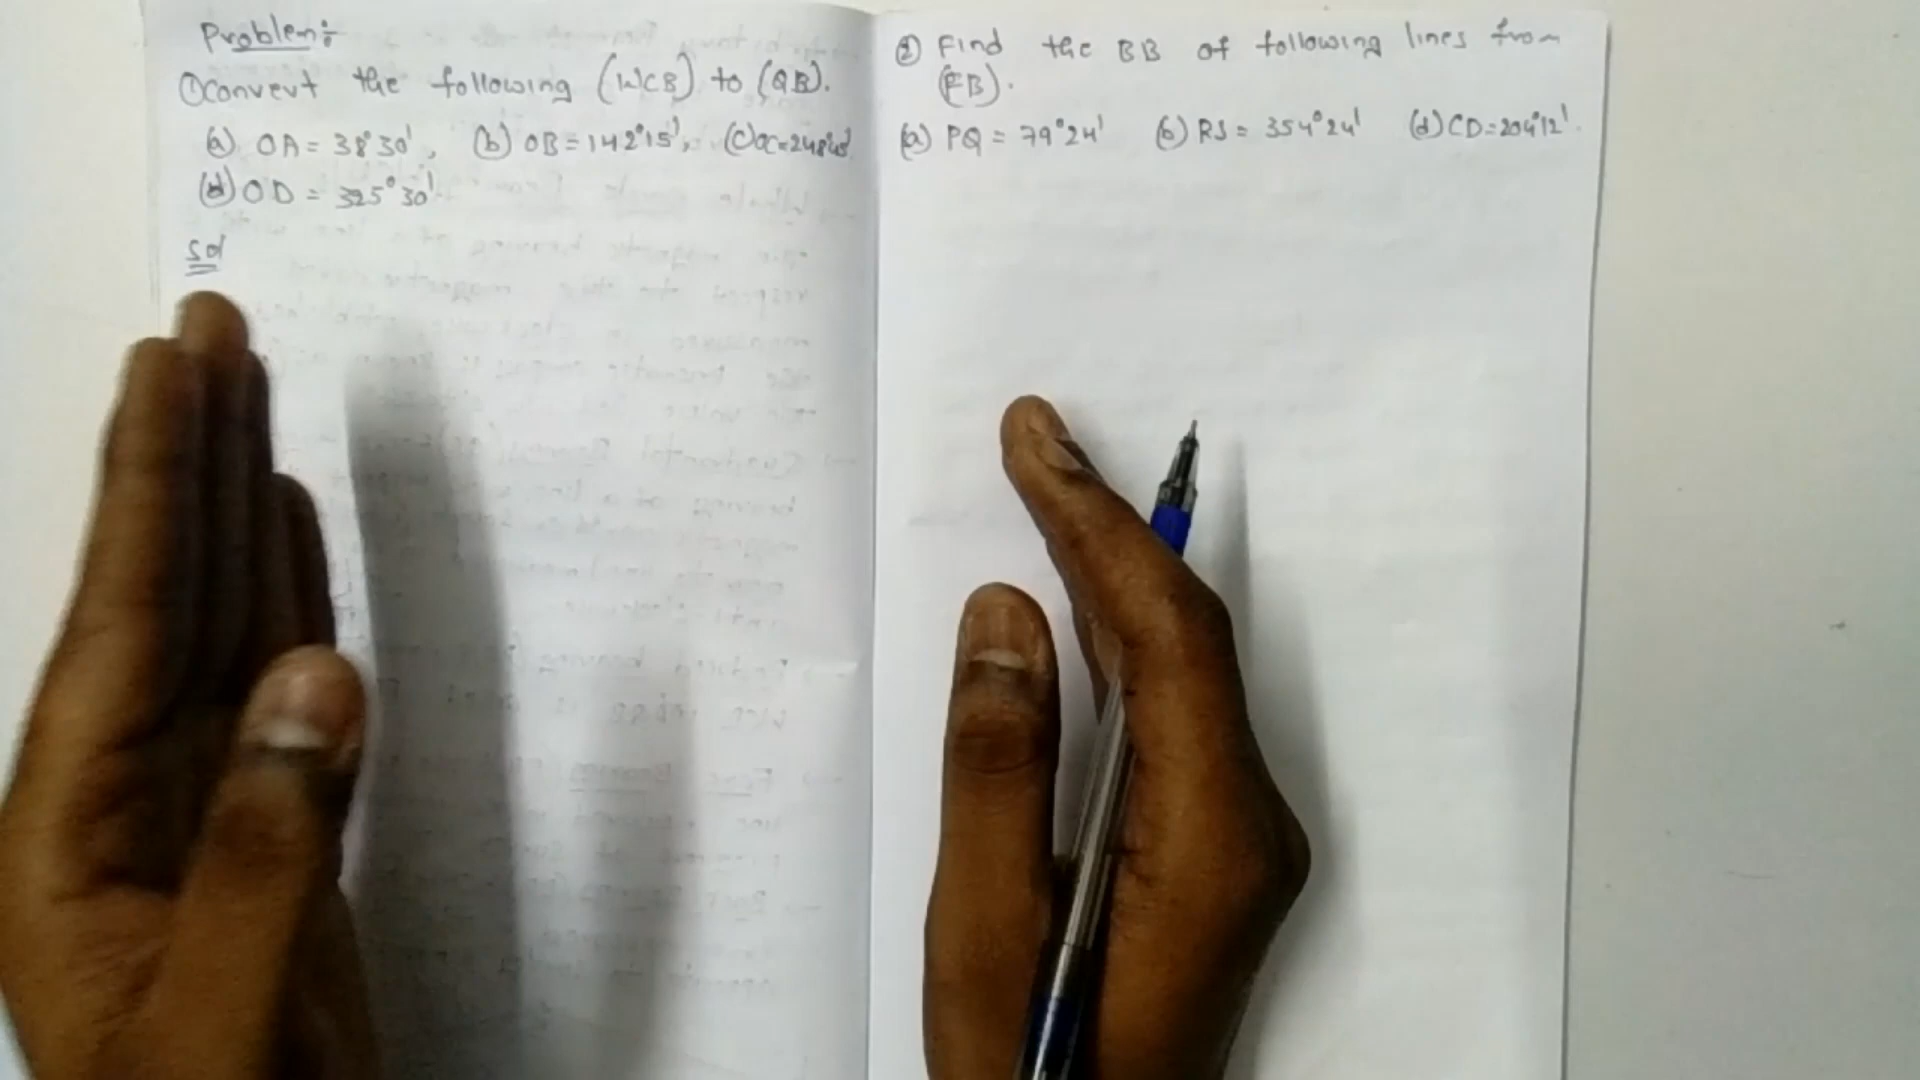 Problem:
① convert the following (WCB) to (QB).
(a) OA = 38°30', (b) OB = 142°15', (c) OC = 248°45'
(d) OD = 325°30'
Sol
② Find the BB of following lines from
(FB).
(a) PQ = 79°24' (b) RS = 354°24' (d) CD = 204°12'.